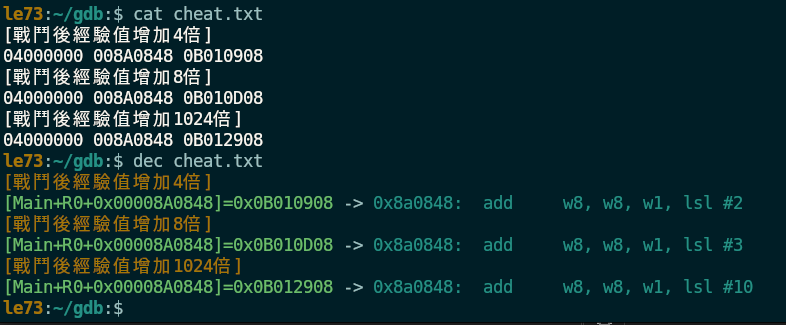 le73:~/gdb:$ cat cheat.txt
[戰鬥後經驗值增加4倍]
04000000 008A0848 0B010908
[戰鬥後經驗值增加8倍]
04000000 008A0848 0B010D08
[戰鬥後經驗值增加1024倍]
04000000 008A0848 0B012908
le73:~/gdb:$ dec cheat.txt
[戰鬥後經驗值增加4倍]
[Main+R0+0x00008A0848]=0x0B010908 -> 0x8a0848:  add     w8, w8, w1, lsl #2
[戰鬥後經驗值增加8倍]
[Main+R0+0x00008A0848]=0x0B010D08 -> 0x8a0848:  add     w8, w8, w1, lsl #3
[戰鬥後經驗值增加1024倍]
[Main+R0+0x00008A0848]=0x0B012908 -> 0x8a0848:  add     w8, w8, w1, lsl #10
le73:~/gdb:$